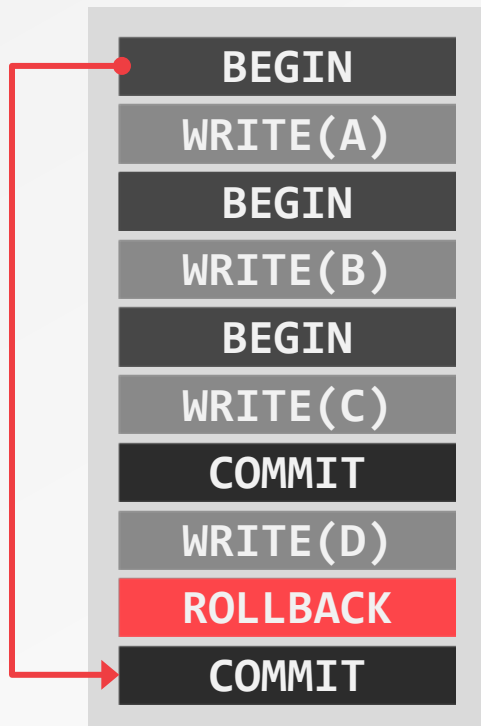 BEGIN
WRITE(A)
BEGIN
WRITE(B)
BEGIN
WRITE(C)
COMMIT
WRITE(D)
ROLLBACK
COMMIT